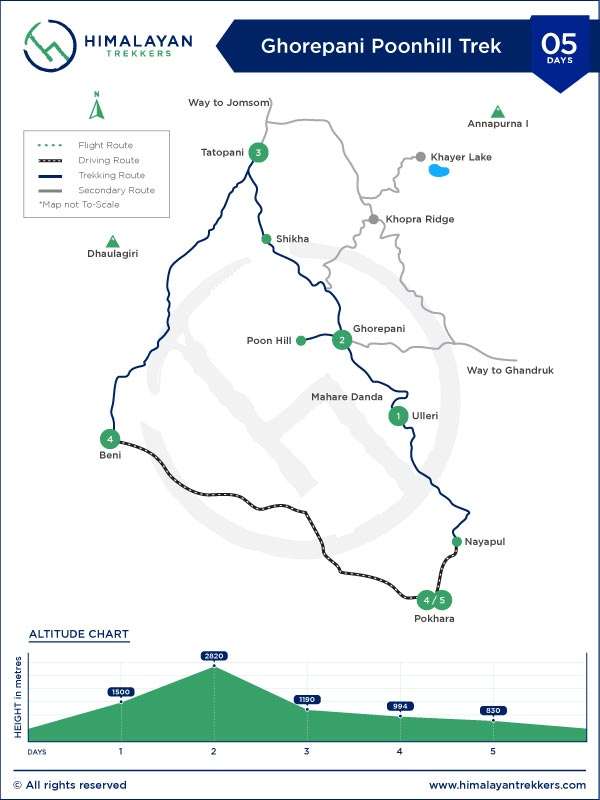 HIMALAYAN
TREKKERS
Ghorepani Poonhill Trek
05
DAYS
N
Way to Jomsom
Annapurna I
Flight Route
Driving Route
Trekking Route
Secondary Route
*Map not To-Scale
Tatopani
3
Khayer Lake
Khopra Ridge
Shikha
Dhaulagiri
Ghorepani
2
Poon Hill
Way to Ghandruk
Mahare Danda
1
Ulleri
4
Beni
Nayapul
4 / 5
Pokhara
ALTITUDE CHART
HEIGHT in metres
1500
2820
1190
994
830
DAYS
1
2
3
4
5
© All rights reserved
www.himalayantrekkers.com